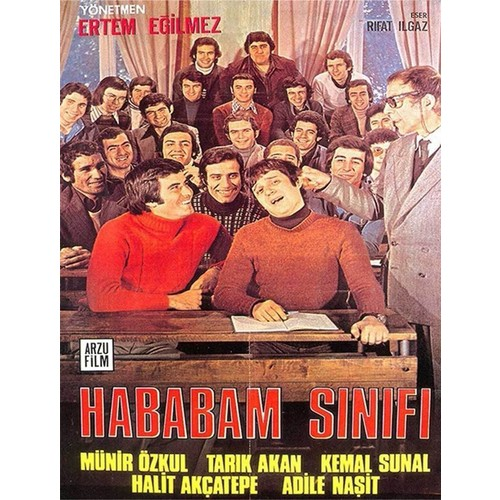 YÖNETMEN
ERTEM EĞİLMEZ
ESER
RIFAT ILGAZ
ARZU
FİLM
HABABAM SINIFI
MÜNİR ÖZKUL TARIK AKAN KEMAL SUNAL
HALİT AKÇATEPE ADİLE NAŞİT